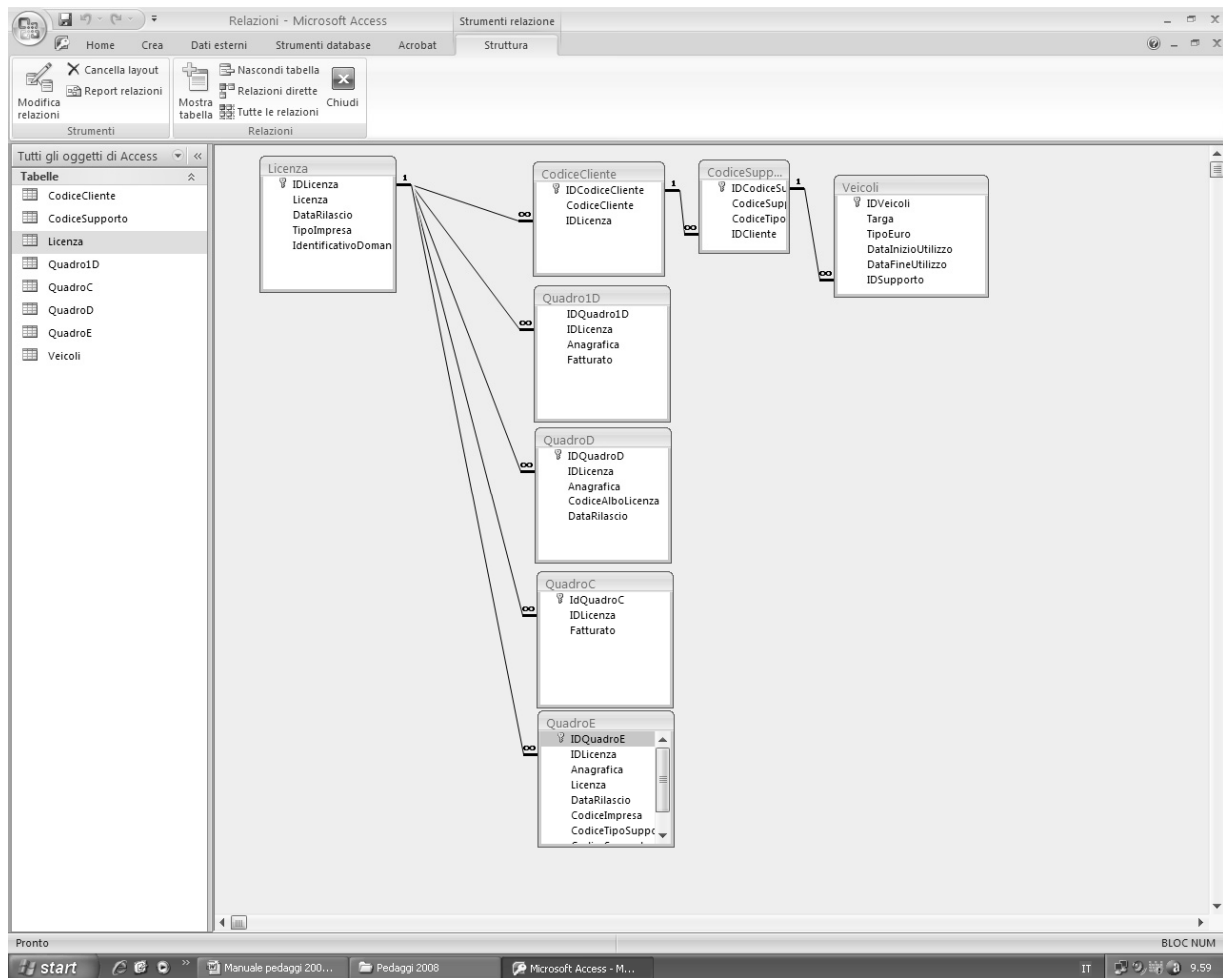 Relazioni - Microsoft Access
Strumenti relazione
Home Crea Dati esterni Strumenti database Acrobat Struttura
Modifica relazioni
Cancella layout
Report relazioni
Strumenti
Mostra tabella
Nascondi tabella
Relazioni dirette
Tutte le relazioni
Chiudi
Relazioni
Tutti gli oggetti di Access
Tabelle
CodiceCliente
CodiceSupporto
Licenza
Quadro1D
QuadroC
QuadroD
QuadroE
Veicoli
Licenza
IDLicenza
Licenza
DataRilascio
TipoImpresa
IdentificativoDoman
1
∞
CodiceCliente
IDCodiceCliente
CodiceCliente
IDLicenza
1
∞
CodiceSupp...
IDCodiceSu
CodiceSupp
CodiceTipo
IDCliente
1
∞
Veicoli
IDVeicoli
Targa
TipoEuro
DataInizioUtilizzo
DataFineUtilizzo
IDSupporto
∞
Quadro1D
IDQuadro1D
IDLicenza
Anagrafica
Fatturato
∞
QuadroD
IDQuadroD
IDLicenza
Anagrafica
CodiceAlboLicenza
DataRilascio
∞
QuadroC
IdQuadroC
IDLicenza
Fatturato
∞
QuadroE
IDQuadroE
IDLicenza
Anagrafica
Licenza
DataRilascio
CodiceImpresa
CodiceTipoSuppo
Pronto
BLOC NUM
start
Manuale pedaggi 200...
Pedaggi 2008
Microsoft Access - M...
IT
9.59